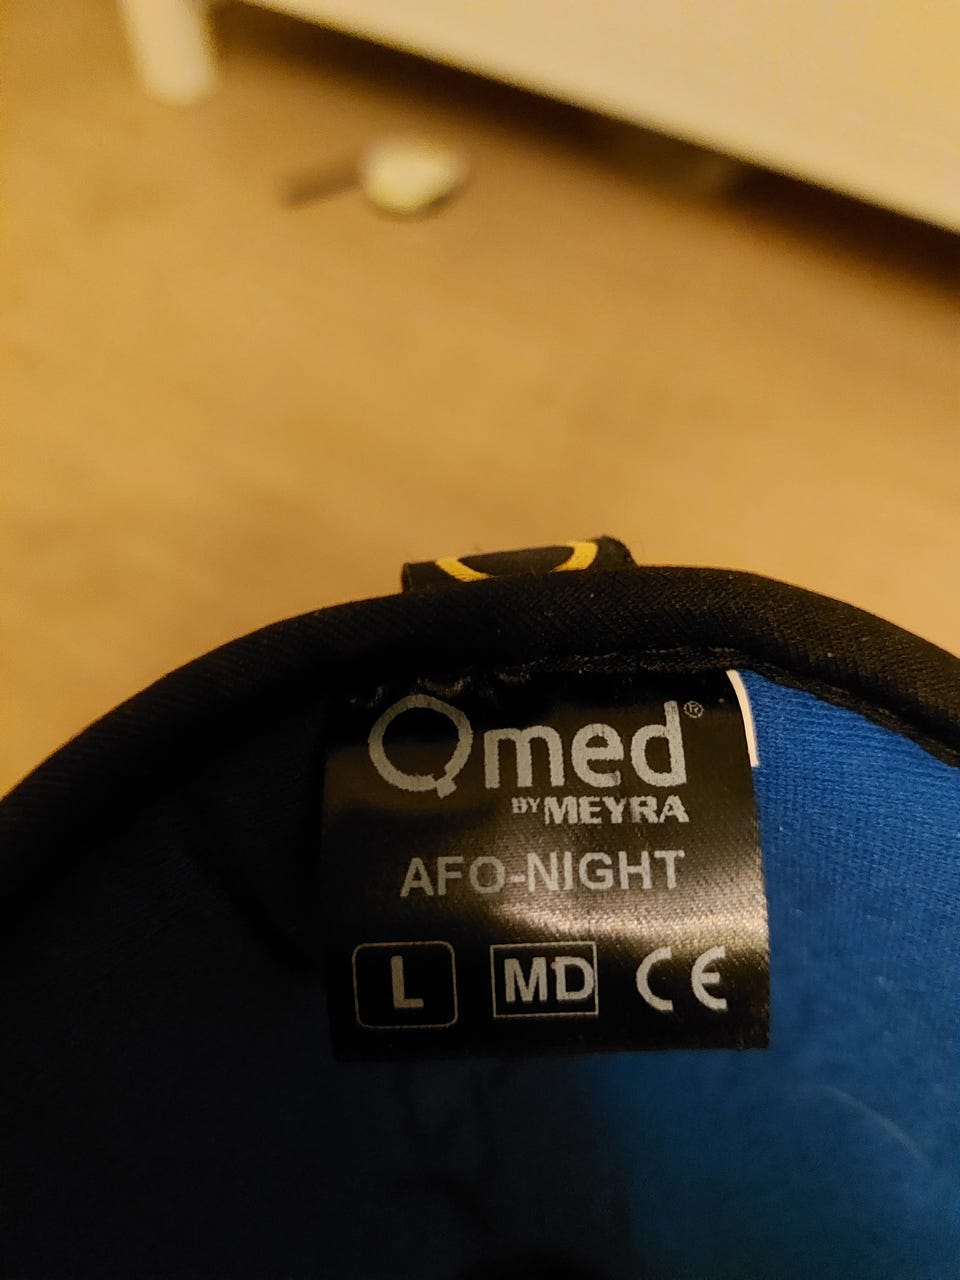 Qmed®
BY MEYRA
AFO-NIGHT
L MD CE